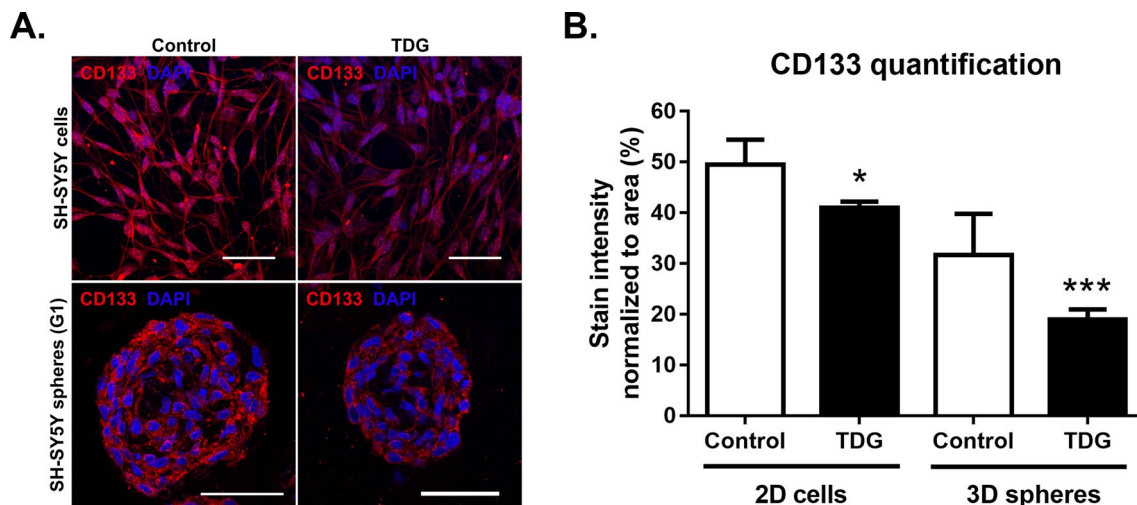 A.
Control TDG
SH-SY5Y cells
CD133 DAPI CD133 DAPI
SH-SY5Y spheres (G1)
CD133 DAPI CD133 DAPI
B.
CD133 quantification
Stain intensity
normalized to area (%)
60
50
40
30
20
10
0
*
***
Control TDG Control TDG
2D cells 3D spheres